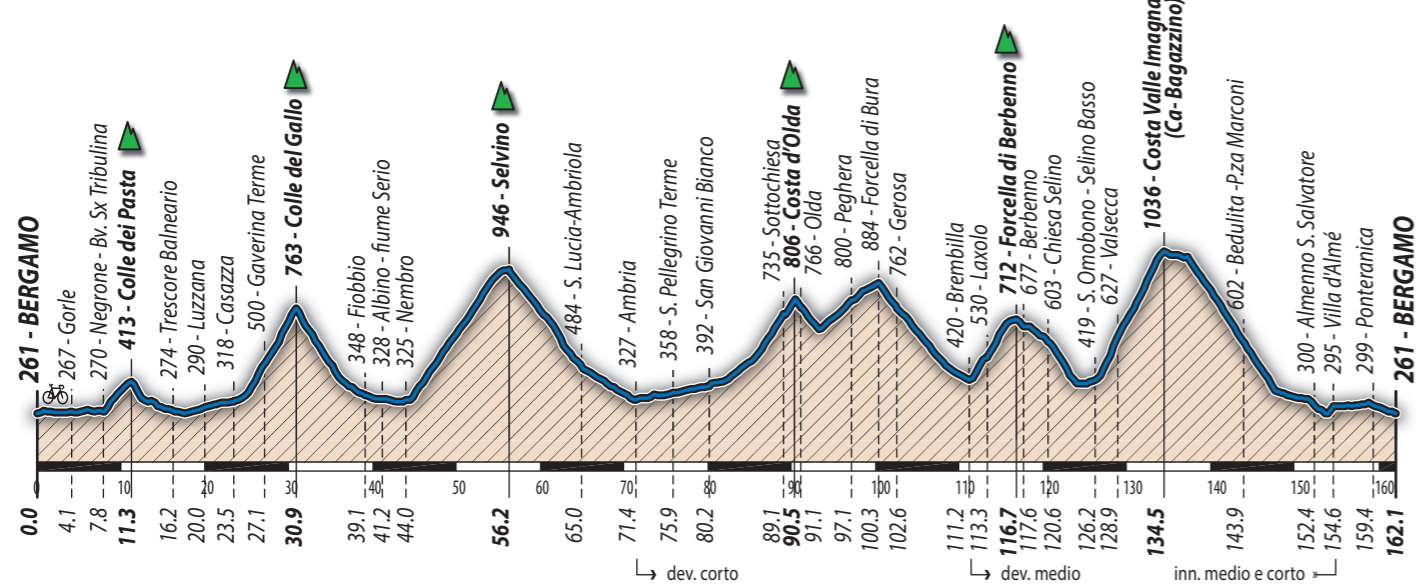 261 - BERGAMO
267 - Gorle
270 - Negrone - Bv. Sx Tribulina
413 - Colle dei Pasta
274 - Trescore Balneario
290 - Luzzana
318 - Casazza
500 - Gaverina Terme
763 - Colle del Gallo
348 - Fiobbio
328 - Albino - fiume Serio
325 - Nembro
946 - Selvino
484 - S. Lucia-Ambriola
327 - Ambria
358 - S. Pellegrino Terme
392 - San Giovanni Bianco
735 - Sottochiesa
806 - Costa d'Olda
766 - Olda
800 - Peghera
884 - Forcella di Bura
762 - Gerosa
420 - Brembilla
530 - Laxolo
712 - Forcella di Berbenno
677 - Berbenno
603 - Chiesa Selino
419 - S. Omobono - Selino Basso
627 - Valsecca
1036 - Costa Valle Imagna
(Ca- Bagazzino)
602 - Bedulita -P.za Marconi
300 - Almenno S. Salvatore
295 - Villa d'Almé
299 - Ponteranica
261 - BERGAMO
0 10 20 30 40 50 60 70 80 90 100 110 120 130 140 150 160
0.0 4.1 7.8 11.3 16.2 20.0 23.5 27.1 30.9 39.1 41.2 44.0 56.2 65.0 71.4 75.9 80.2 89.1 90.5 91.1 97.1 100.3 102.6 111.2 113.3 116.7 117.6 120.6 126.2 128.9 134.5 143.9 152.4 154.6 159.4 162.1
dev. corto
dev. medio
inn. medio e corto